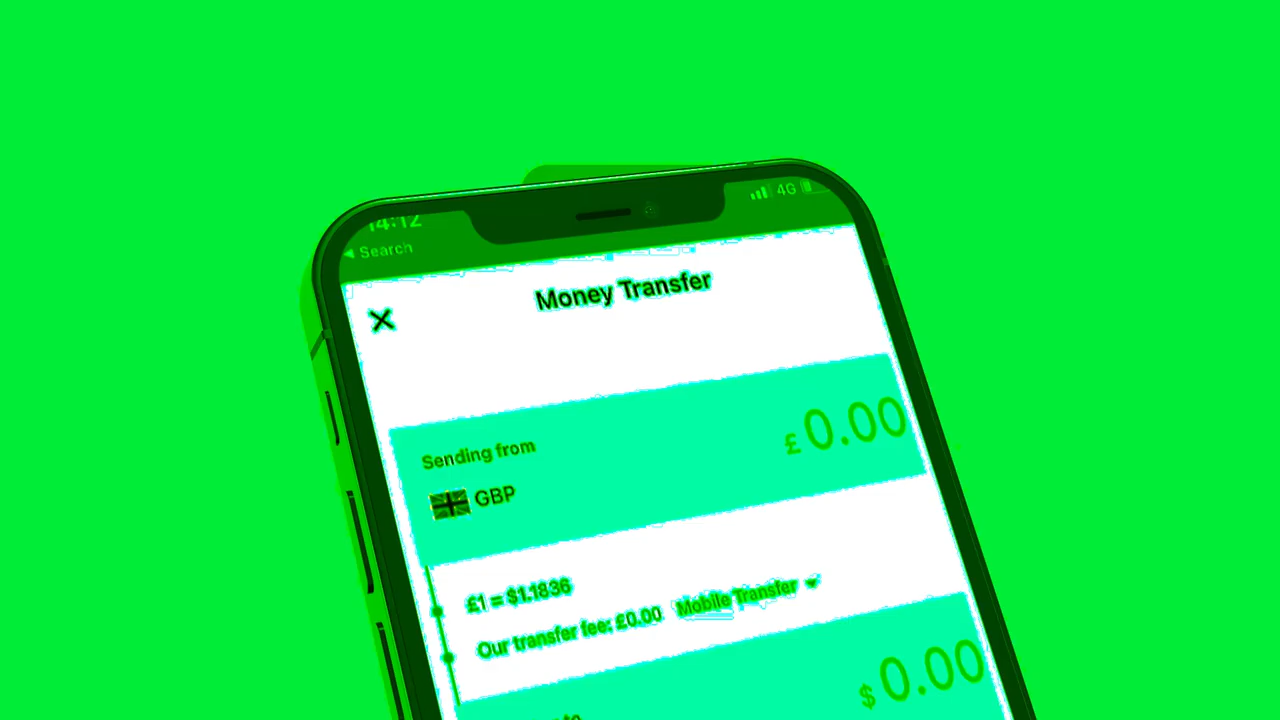 14:12
4G
◀ Search
Money Transfer
£0.00
Sending from
GBP
£1 = $1.1836
Our transfer fee: £0.00 Mobile Transfer
$0.00